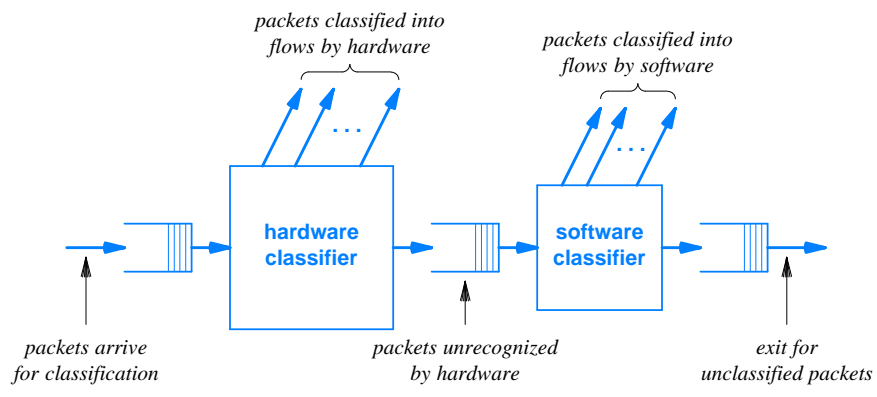 packets classified into
flows by hardware
packets classified into
flows by software
. . .
. . .
hardware
classifier
software
classifier
packets arrive
for classification
packets unrecognized
by hardware
exit for
unclassified packets